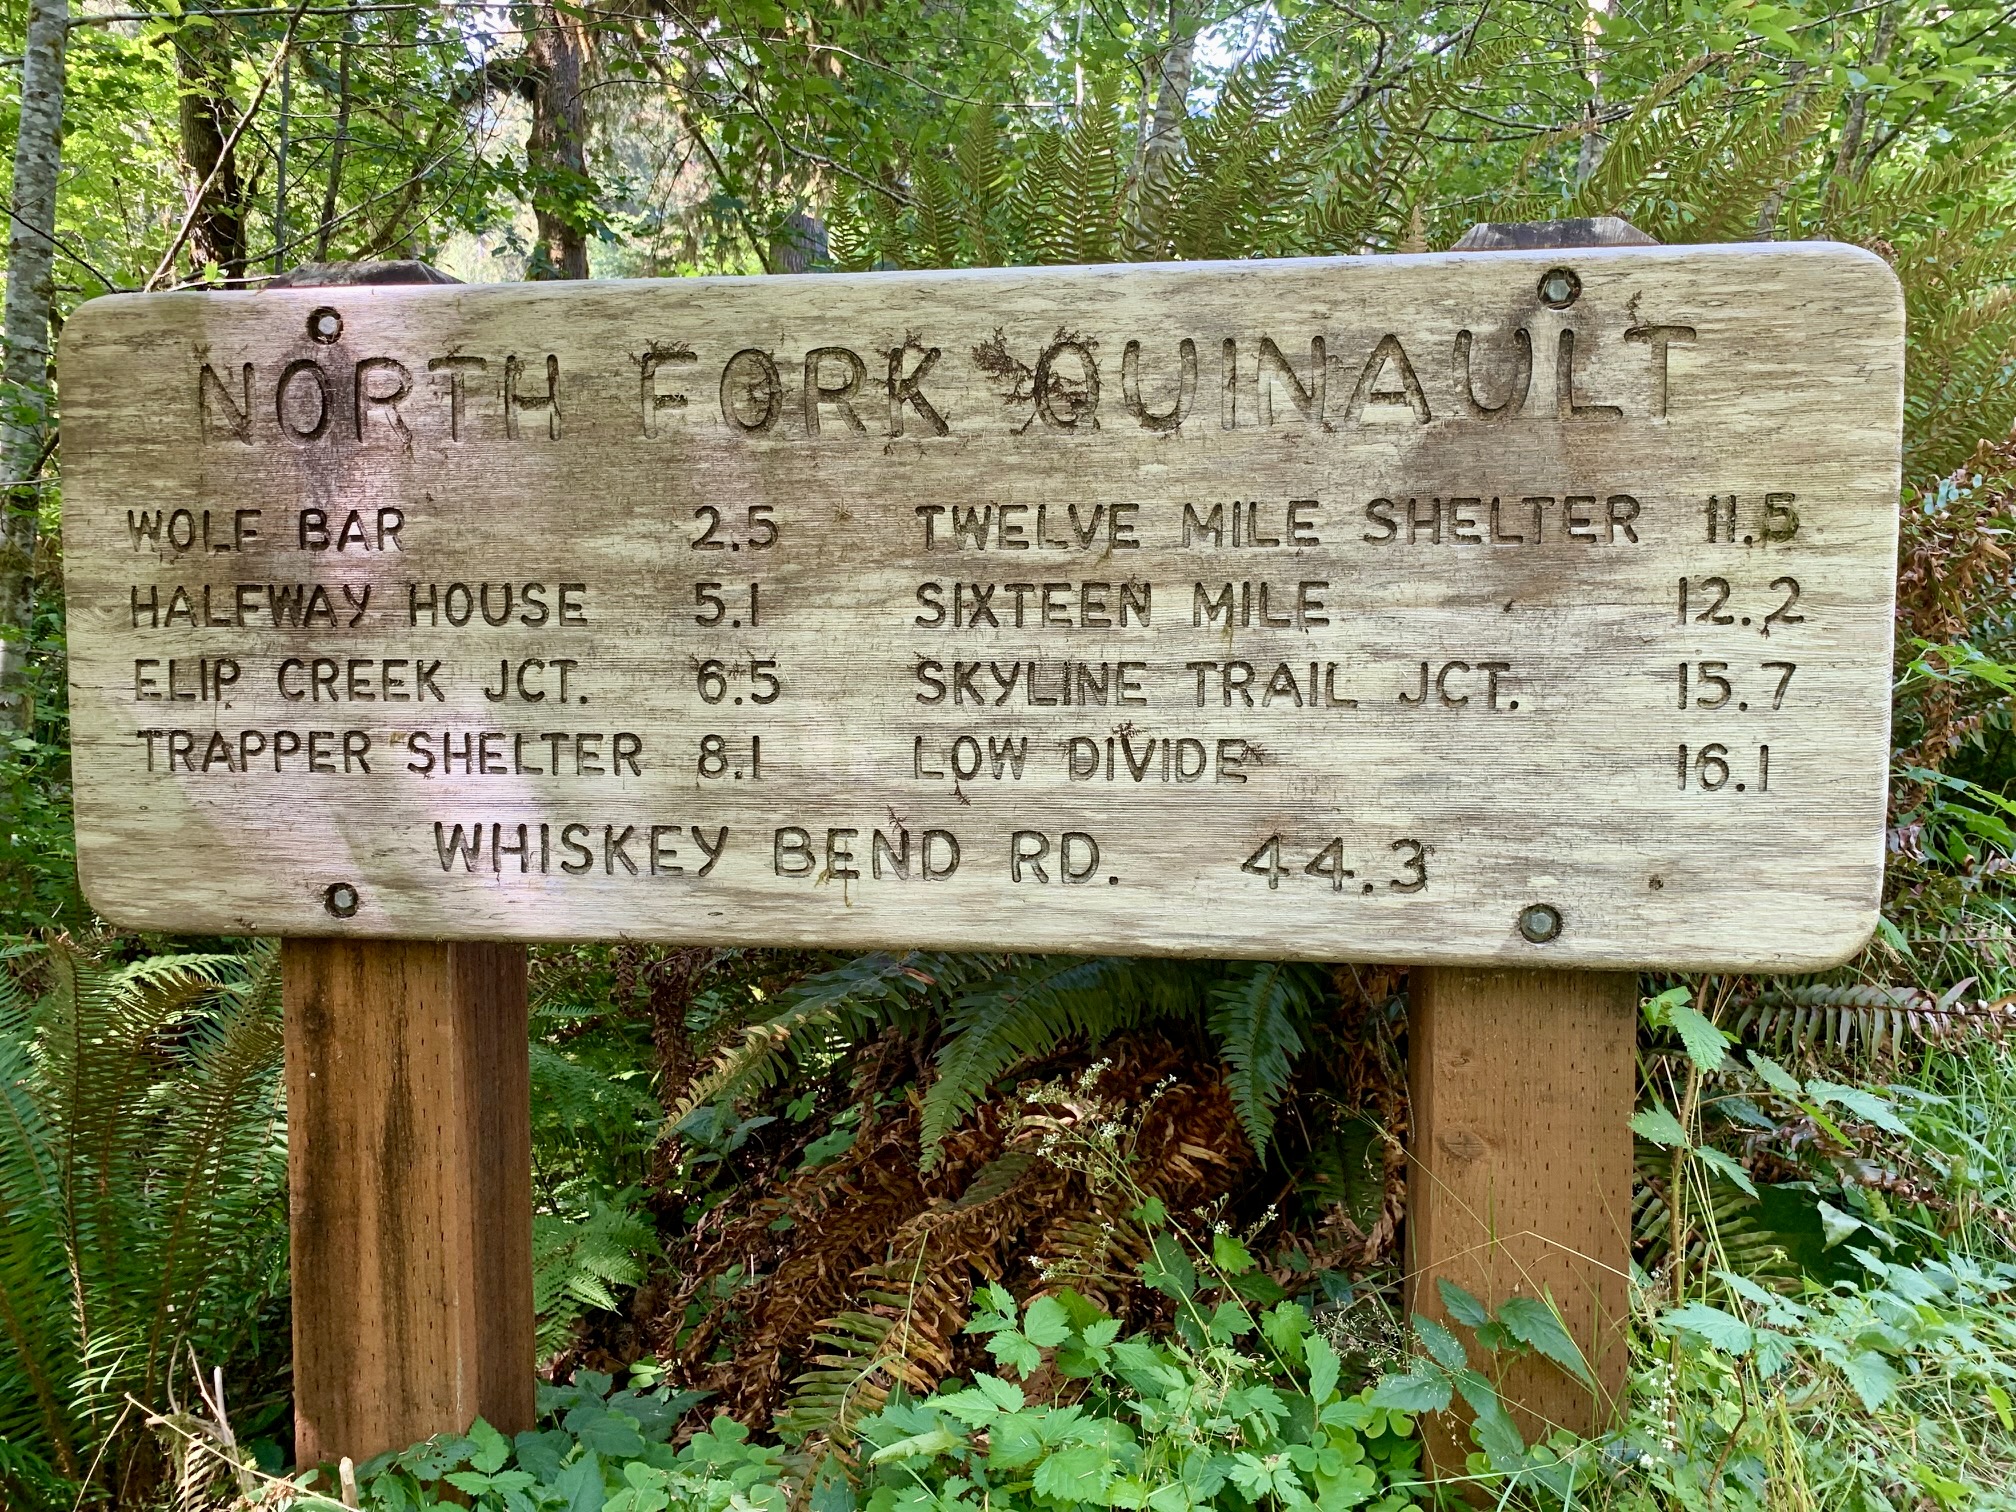 NORTH FORK QUINAULT
WOLF BAR 2.5 TWELVE MILE SHELTER 11.5
HALFWAY HOUSE 5.1 SIXTEEN MILE 12.2
ELIP CREEK JCT. 6.5 SKYLINE TRAIL JCT. 15.7
TRAPPER SHELTER 8.1 LOW DIVIDE 16.1
WHISKEY BEND RD. 44.3